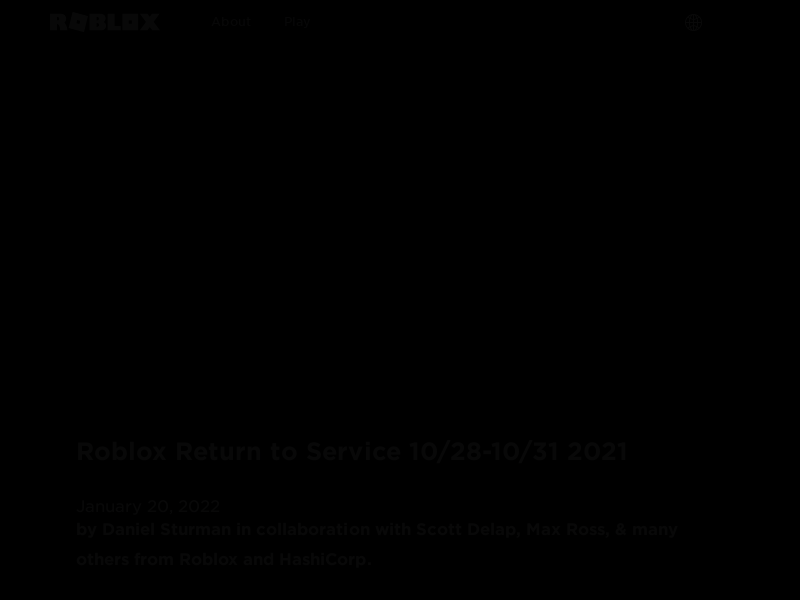 ROBLOX About Play
Roblox Return to Service 10/28-10/31 2021
January 20, 2022
by Daniel Sturman in collaboration with Scott Delap, Max Ross, & many
others from Roblox and HashiCorp.